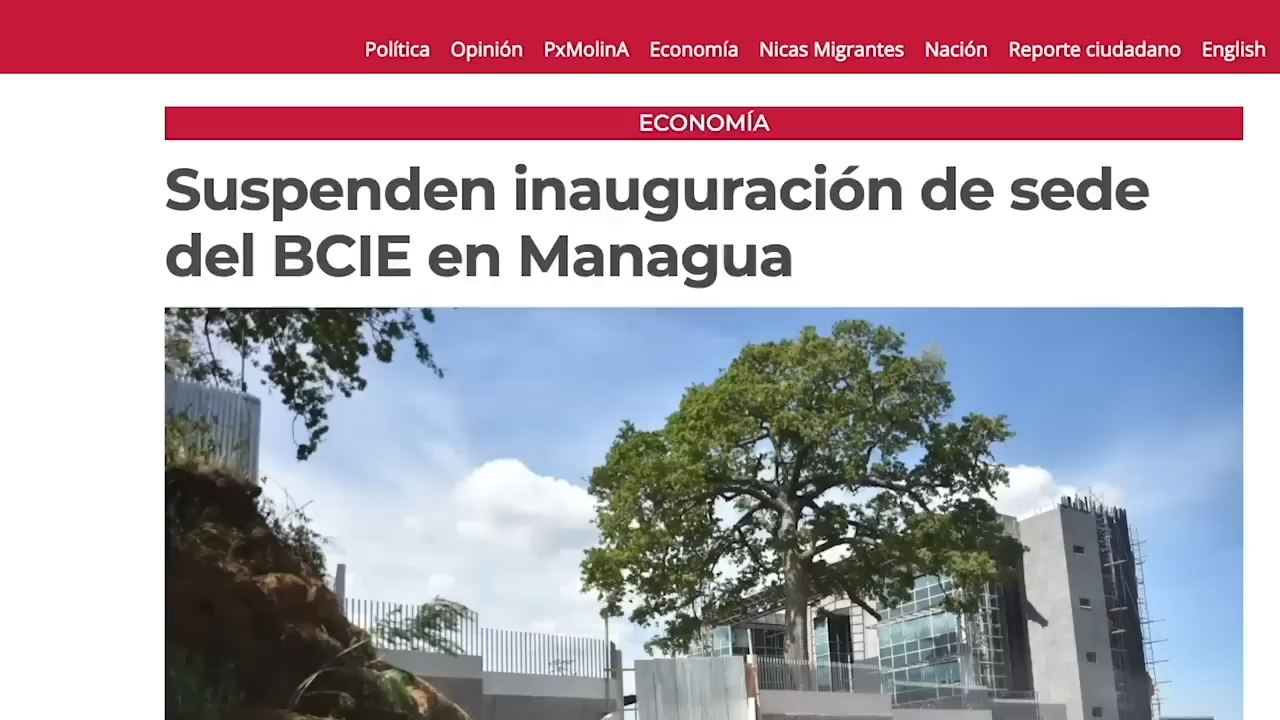 Política Opinión PxMolinA Economía Nicas Migrantes Nación Reporte ciudadano English
ECONOMÍA
Suspenden inauguración de sede
del BCIE en Managua